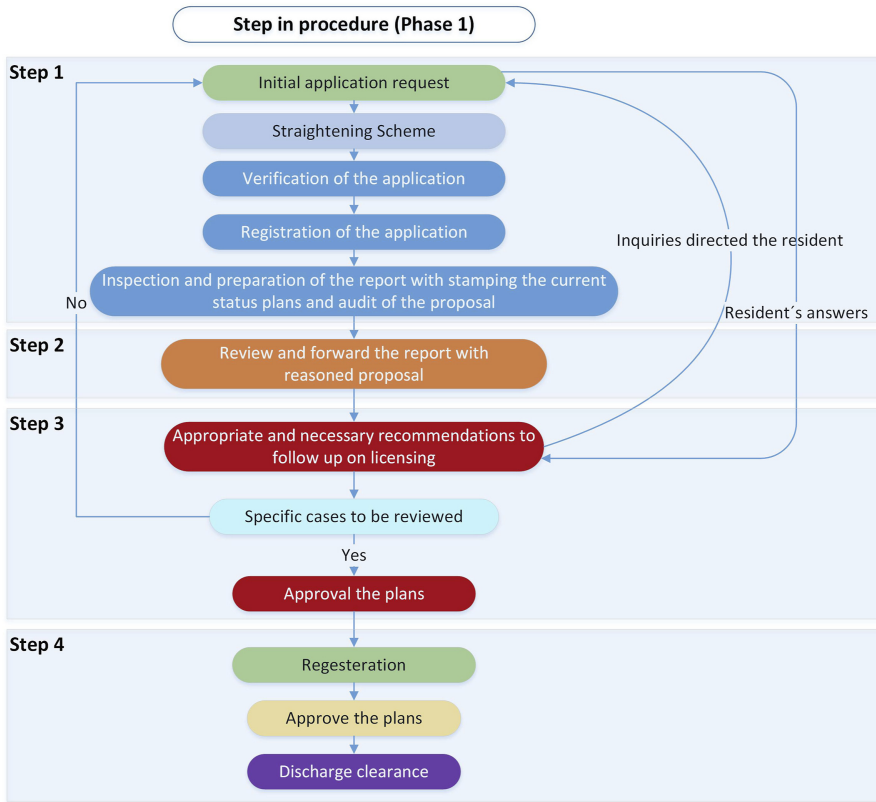 Step in procedure (Phase 1)
Step 1
Initial application request
Straightening Scheme
Verification of the application
Registration of the application
Inquiries directed the resident
Inspection and preparation of the report with stamping the current
status plans and audit of the proposal
No
Resident´s answers
Step 2
Review and forward the report with
reasoned proposal
Step 3
Appropriate and necessary recommendations to
follow up on licensing
Specific cases to be reviewed
Yes
Approval the plans
Step 4
Regesteration
Approve the plans
Discharge clearance